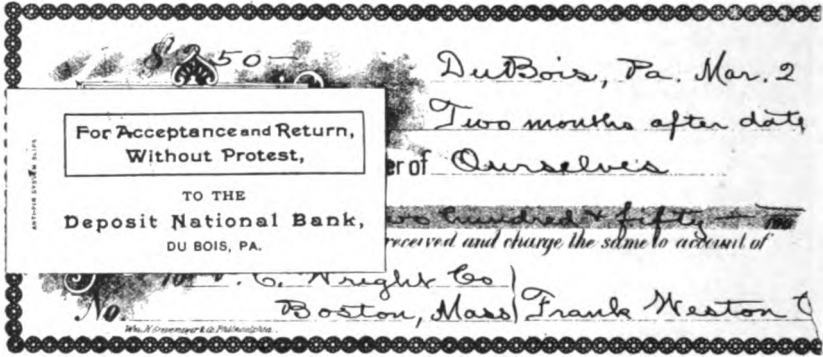 $250—
DuBois, Pa. Mar. 2
Two months after date
er of Ourselves
two hundred & fifty —
received and charge the same to account of
To V. C. Wright Co
No. Boston, Mass Frank Weston
For Acceptance and Return,
Without Protest,
TO THE
Deposit National Bank,
DU BOIS, PA.